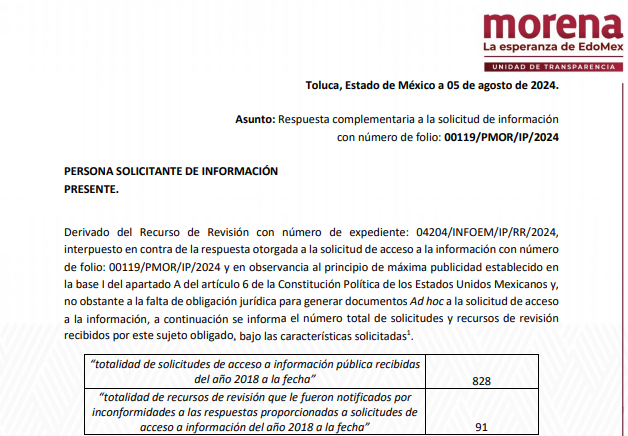 morena
La esperanza de EdoMex
UNIDAD DE TRANSPARENCIA
Toluca, Estado de México a 05 de agosto de 2024.
Asunto: Respuesta complementaria a la solicitud de información
con número de folio: 00119/PMOR/IP/2024
PERSONA SOLICITANTE DE INFORMACIÓN
PRESENTE.
Derivado del Recurso de Revisión con número de expediente: 04204/INFOEM/IP/RR/2024,
interpuesto en contra de la respuesta otorgada a la solicitud de acceso a la información con número
de folio: 00119/PMOR/IP/2024 y en observancia al principio de máxima publicidad establecido en
la base I del apartado A del artículo 6 de la Constitución Política de los Estados Unidos Mexicanos y,
no obstante a la falta de obligación jurídica para generar documentos Ad hoc a la solicitud de acceso
a la información, a continuación se informa el número total de solicitudes y recursos de revisión
recibidos por este sujeto obligado, bajo las características solicitadas¹.
“totalidad de solicitudes de acceso a información pública recibidas
del año 2018 a la fecha”
828
“totalidad de recursos de revisión que le fueron notificados por
inconformidades a las respuestas proporcionadas a solicitudes de
acceso a información del año 2018 a la fecha”
91